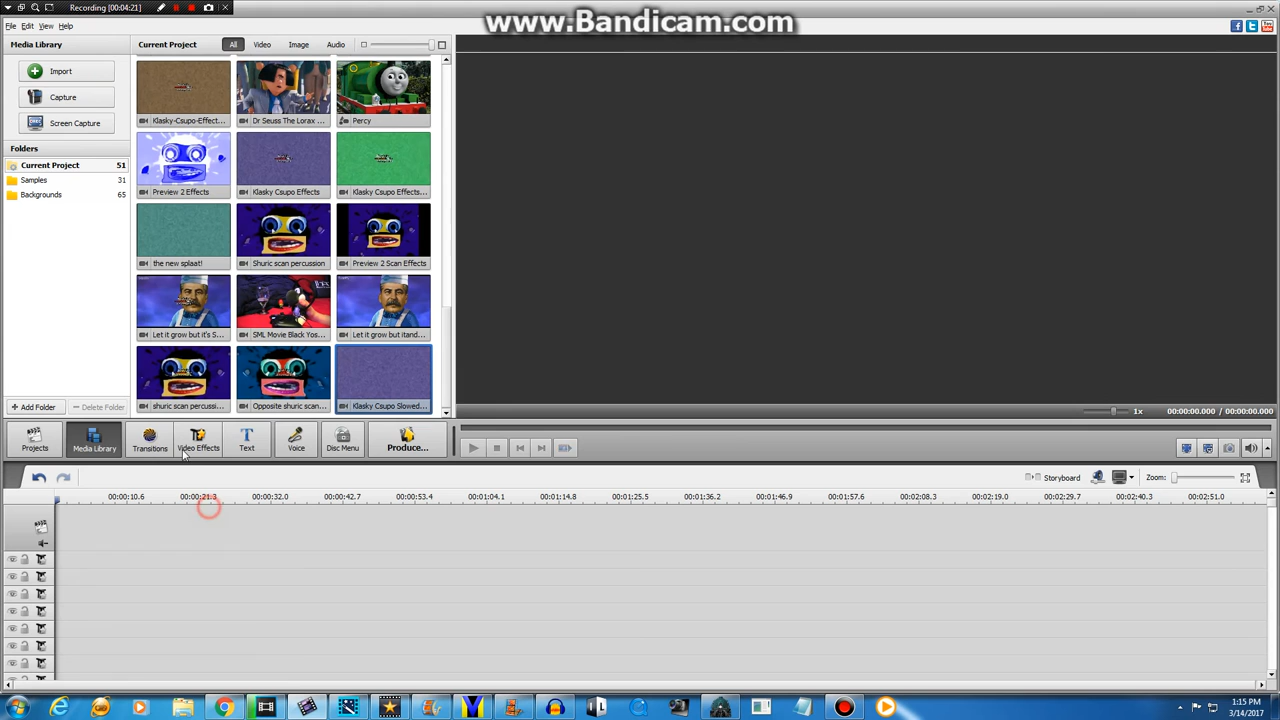 Recording [00:04:21]
www.Bandicam.com
File Edit View Help
Media Library
Current Project All Video Image Audio
Import
Capture
Screen Capture
Folders
Current Project 51
Samples 31
Backgrounds 65
Klasky-Csupo-Effect... Dr Seuss The Lorax ... Percy
Preview 2 Effects Klasky Csupo Effects Klasky Csupo Effects...
the new splaat! Shuric scan percussion Preview 2 Scan Effects
Let it grow but it's S... SML Movie Black Yos... Let it grow but itand...
shuric scan percussi... Opposite shuric scan... Klasky Csupo Slowed...
Add Folder Delete Folder
1x 00:00:00.000 / 00:00:00.000
Projects Media Library Transitions Video Effects Text Voice Disc Menu Produce...
Storyboard Zoom:
00:00:10.6 00:00:21.3 00:00:32.0 00:00:42.7 00:00:53.4 00:01:04.1 00:01:14.8 00:01:25.5 00:01:36.2 00:01:46.9 00:01:57.6 00:02:08.3 00:02:19.0 00:02:29.7 00:02:40.3 00:02:51.0
1:15 PM
3/14/2017